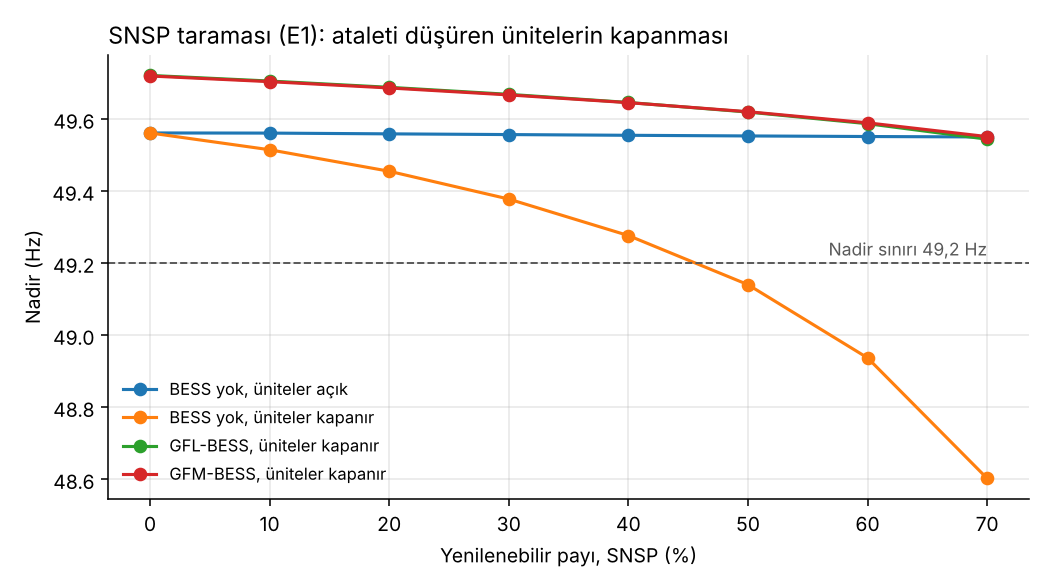 SNSP taraması (E1): ataleti düşüren ünitelerin kapanması
Nadir (Hz)
49.6
49.4
49.2
49.0
48.8
48.6
Nadir sınırı 49,2 Hz
BESS yok, üniteler açık
BESS yok, üniteler kapanır
GFL-BESS, üniteler kapanır
GFM-BESS, üniteler kapanır
0 10 20 30 40 50 60 70
Yenilenebilir payı, SNSP (%)